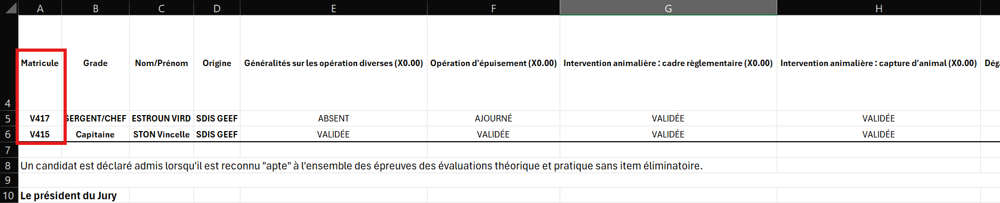 A B C D E F G H
4 Matricule Grade Nom/Prénom Origine Généralités sur les opération diverses (X0.00) Opération d'épuisement (X0.00) Intervention animalière : cadre règlementaire (X0.00) Intervention animalière : capture d'animal (X0.00)
5 V417 SERGENT/CHEF ESTROUN VIRD SDIS GEEF ABSENT AJOURNÉ VALIDÉE VALIDÉE
6 V415 Capitaine STON Vincelle SDIS GEEF VALIDÉE VALIDÉE VALIDÉE VALIDÉE
7
8 Un candidat est déclaré admis lorsqu'il est reconnu "apte" à l'ensemble des épreuves des évaluations théorique et pratique sans item éliminatoire.
9
10 Le président du Jury